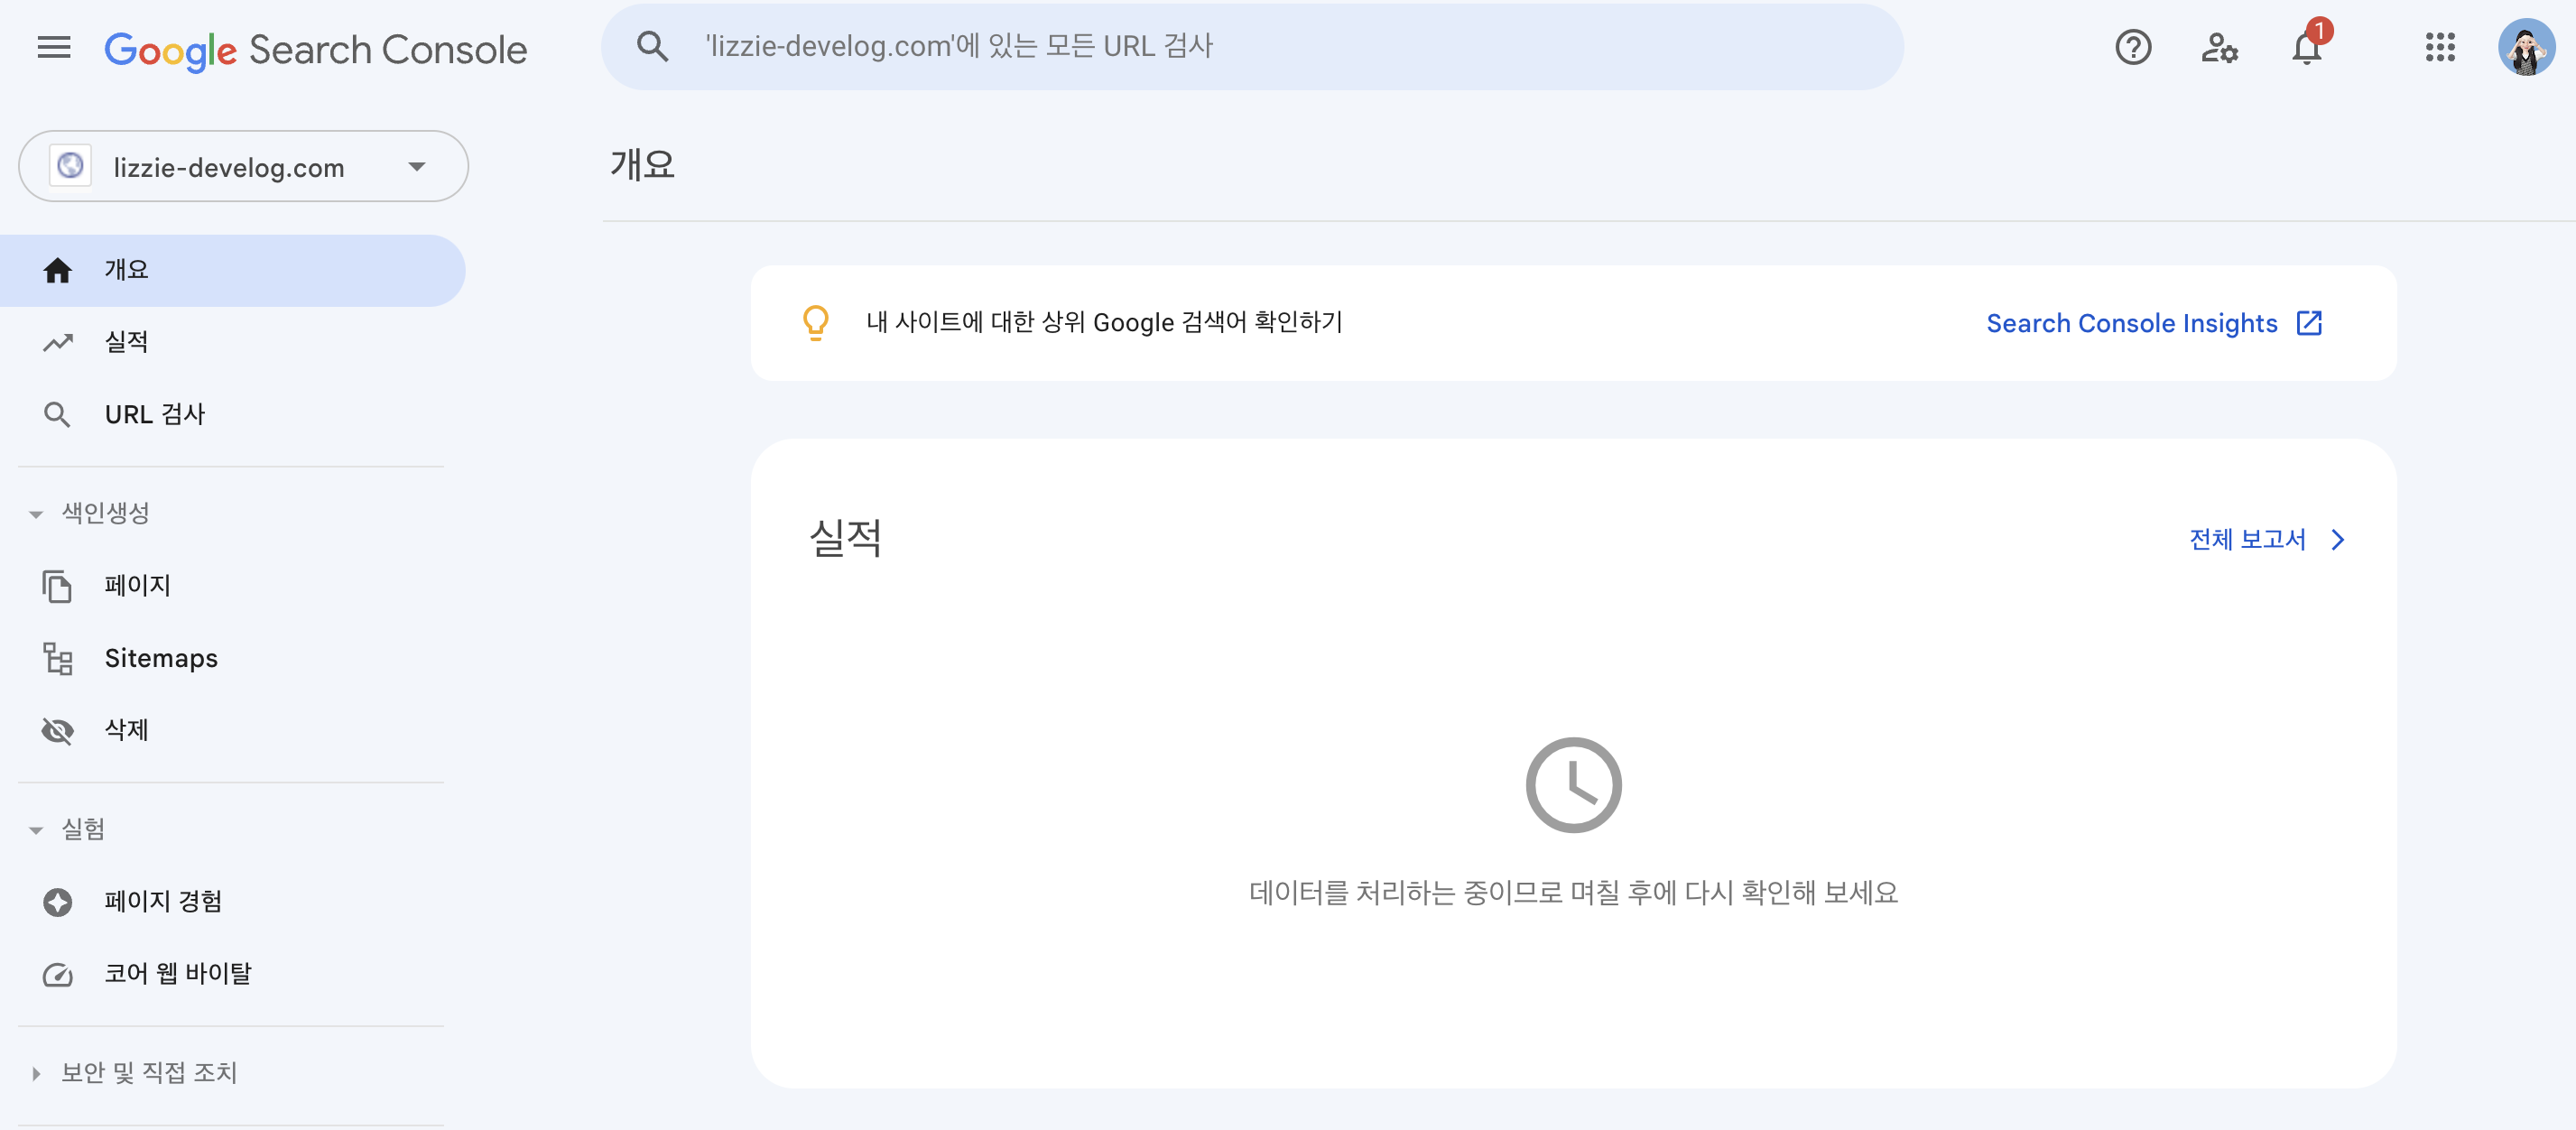 Google Search Console
'lizzie-develog.com'에 있는 모든 URL 검사
1
lizzie-develog.com
개요
개요
실적
URL 검사
색인생성
페이지
Sitemaps
삭제
실험
페이지 경험
코어 웹 바이탈
보안 및 직접 조치
내 사이트에 대한 상위 Google 검색어 확인하기
Search Console Insights
실적
전체 보고서
데이터를 처리하는 중이므로 며칠 후에 다시 확인해 보세요